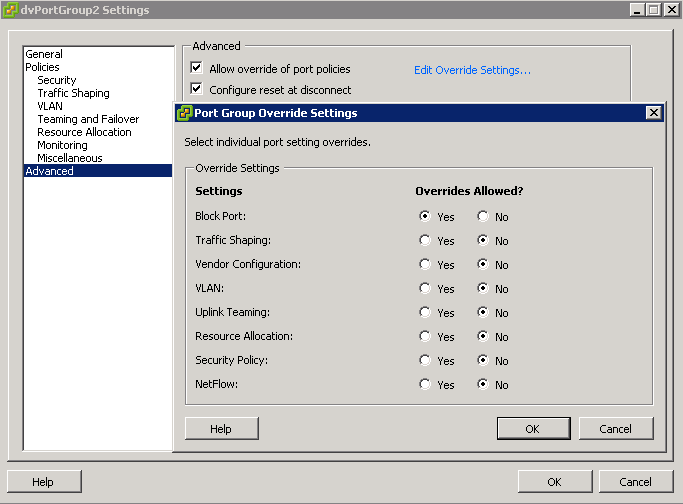 dvPortGroup2 Settings
General
Policies
Security
Traffic Shaping
VLAN
Teaming and Failover
Resource Allocation
Monitoring
Miscellaneous
Advanced
Advanced
Allow override of port policies
Edit Override Settings...
Configure reset at disconnect
Port Group Override Settings
Select individual port setting overrides.
Override Settings
Settings Overrides Allowed?
Block Port: Yes No
Traffic Shaping: Yes No
Vendor Configuration: Yes No
VLAN: Yes No
Uplink Teaming: Yes No
Resource Allocation: Yes No
Security Policy: Yes No
NetFlow: Yes No
Help OK Cancel
Help OK Cancel